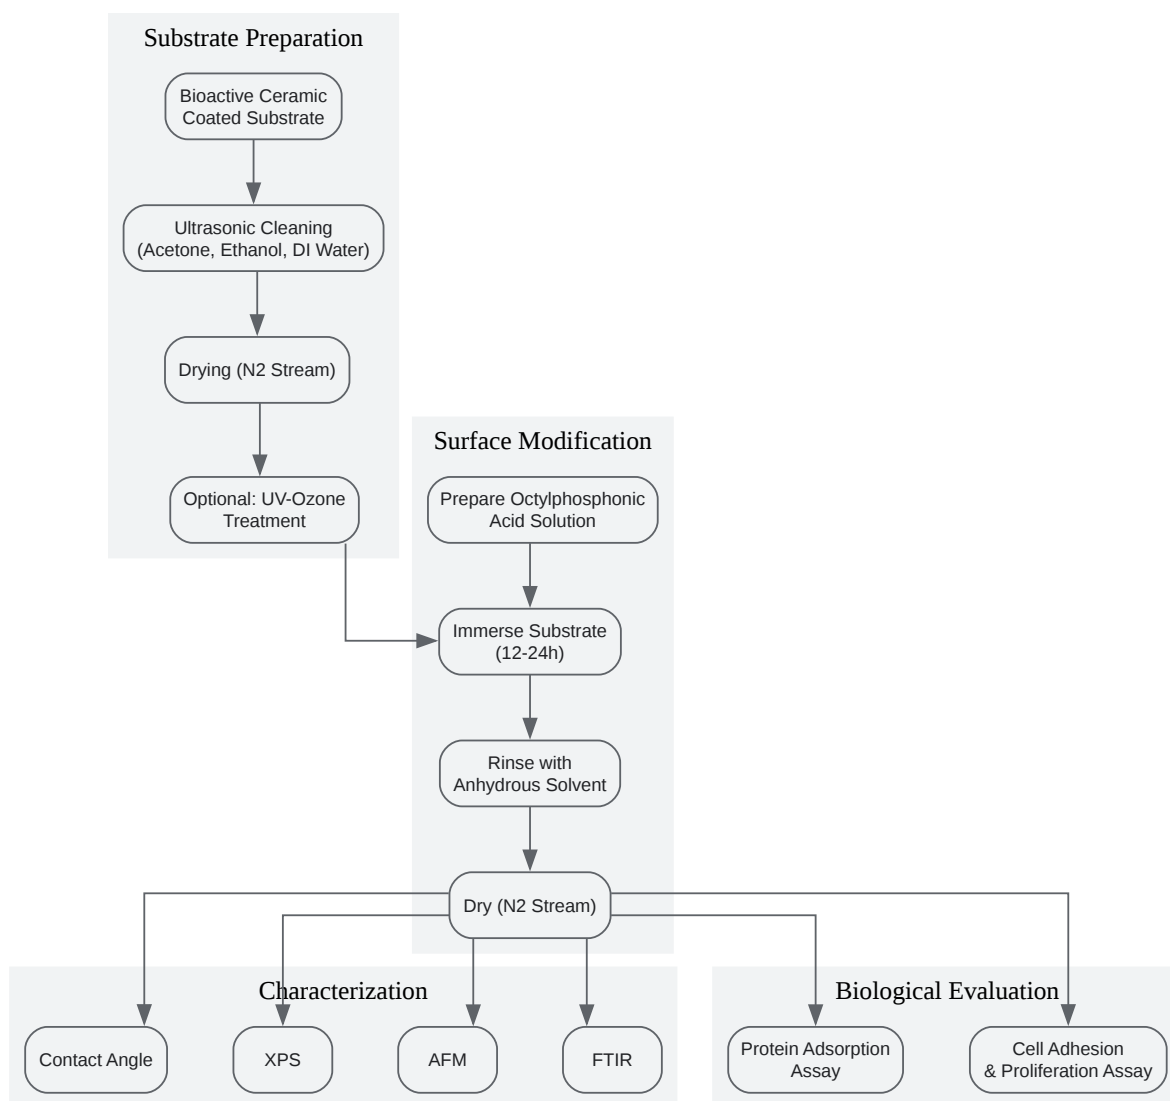 Substrate Preparation
Bioactive Ceramic
Coated Substrate
Ultrasonic Cleaning
(Acetone, Ethanol, DI Water)
Drying (N2 Stream)
Optional: UV-Ozone
Treatment
Surface Modification
Prepare Octylphosphonic
Acid Solution
Immerse Substrate
(12-24h)
Rinse with
Anhydrous Solvent
Dry (N2 Stream)
Characterization
Contact Angle
XPS
AFM
FTIR
Biological Evaluation
Protein Adsorption
Assay
Cell Adhesion
& Proliferation Assay